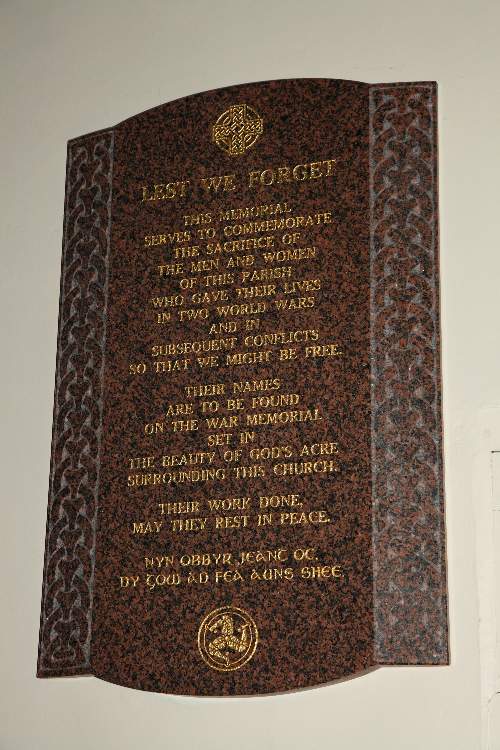 LEST WE FORGET
THIS MEMORIAL
SERVES TO COMMEMORATE
THE SACRIFICE OF
THE MEN AND WOMEN
OF THIS PARISH
WHO GAVE THEIR LIVES
IN TWO WORLD WARS
AND IN
SUBSEQUENT CONFLICTS
SO THAT WE MIGHT BE FREE.
THEIR NAMES
ARE TO BE FOUND
ON THE WAR MEMORIAL
SET IN
THE BEAUTY OF GOD'S ACRE
SURROUNDING THIS CHURCH.
THEIR WORK DONE,
MAY THEY REST IN PEACE.
NYN OBBYR JEANT OC,
DY GOW AD FEA AUNS SHEE.